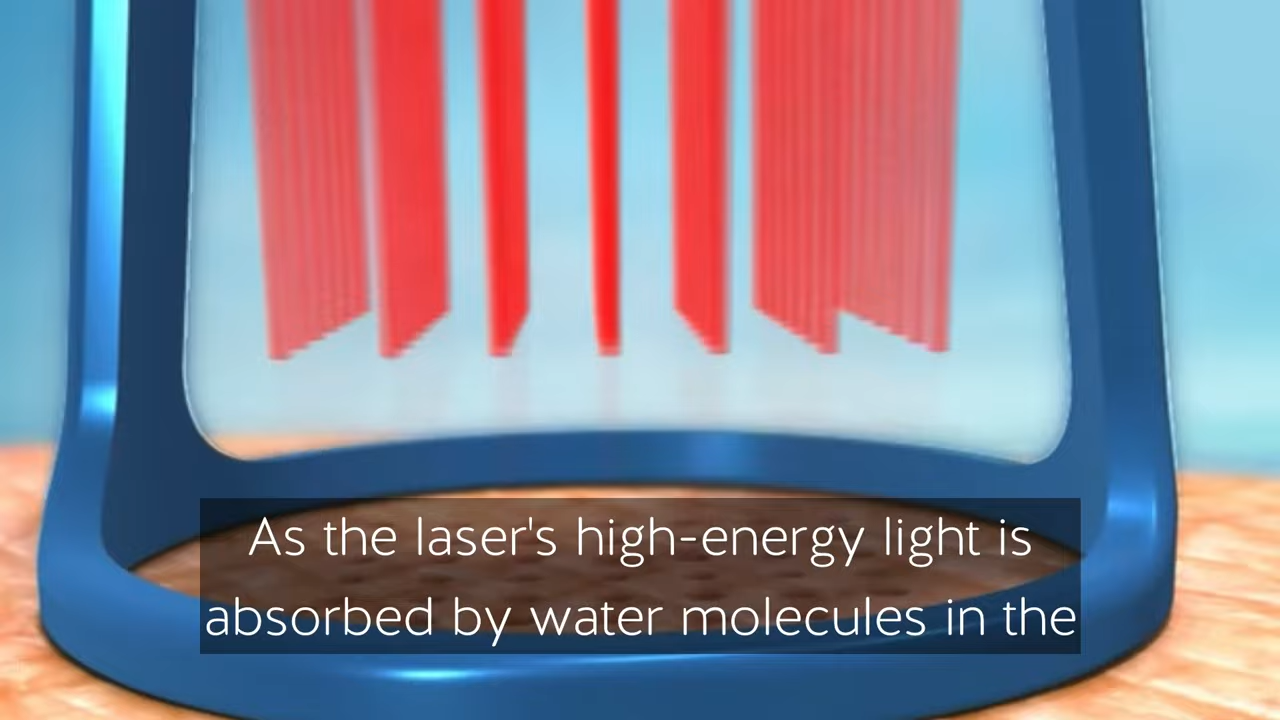 As the laser's high-energy light is
absorbed by water molecules in the